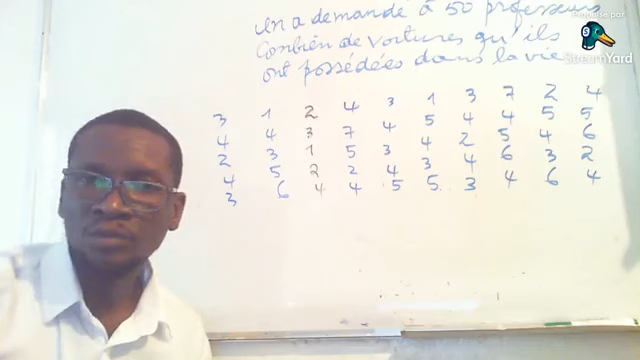 On a demandé à 50 professeurs
Combien de voitures qu'ils
ont possédées dans la vie
3 1 2 4 3 1 3 7 2 4
4 4 3 7 4 5 4 4 5 5
2 3 1 5 3 4 2 5 4 6
4 5 2 2 4 3 4 6 3 2
3 6 4 4 5 5 3 4 6 4
Propulsé par
StreamYard